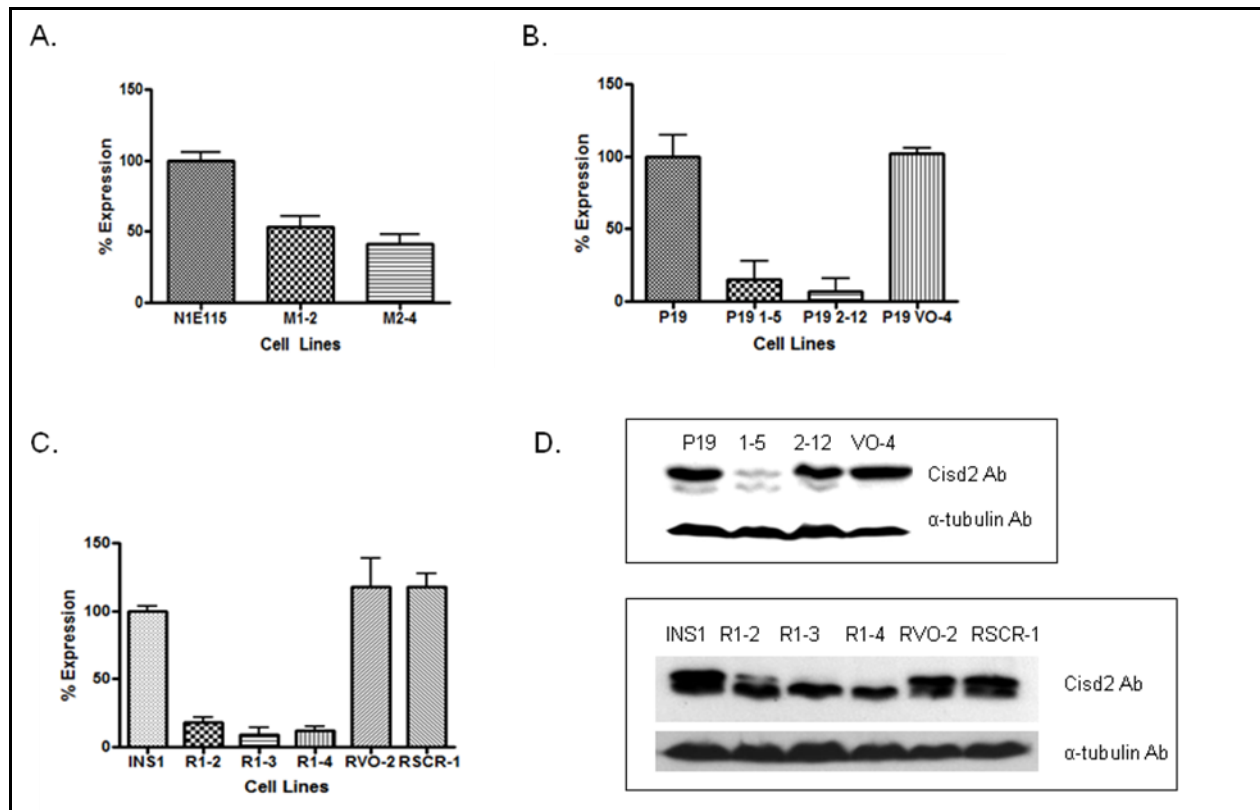 A.
150
100
50
0
% Expression
N1E115 M1-2 M2-4
Cell Lines
B.
150
100
50
0
% Expression
P19 P19 1-5 P19 2-12 P19 VO-4
Cell Lines
C.
150
100
50
0
% Expression
INS1 R1-2 R1-3 R1-4 RVO-2 RSCR-1
Cell Lines
D.
P19 1-5 2-12 VO-4
Cisd2 Ab
α-tubulin Ab
INS1 R1-2 R1-3 R1-4 RVO-2 RSCR-1
Cisd2 Ab
α-tubulin Ab